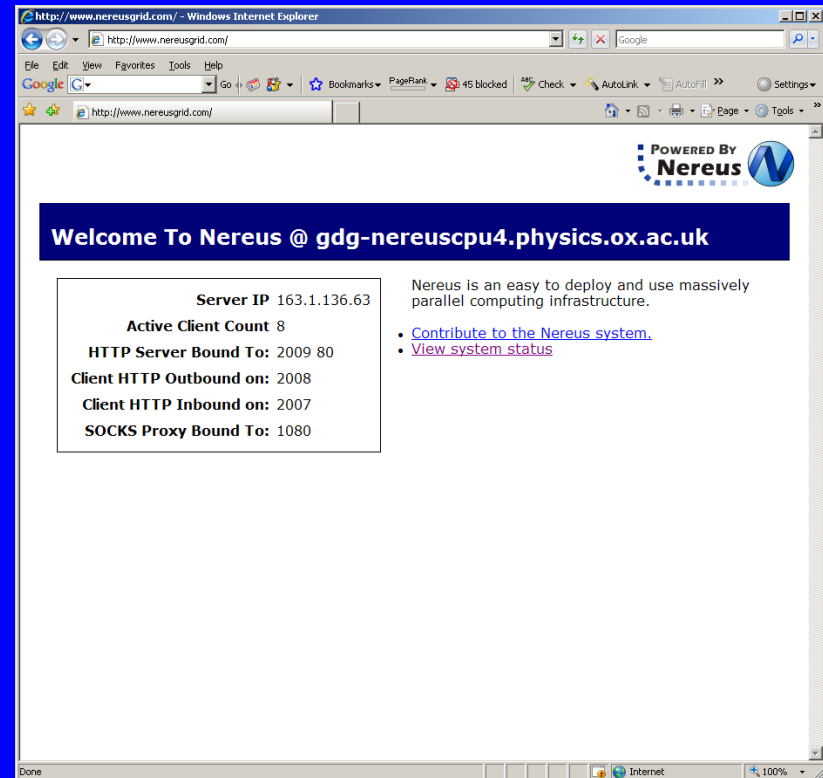 http://www.nereusgrid.com/ - Windows Internet Explorer
http://www.nereusgrid.com/
Google
File Edit View Favorites Tools Help
Google G Go Bookmarks PageRank 45 blocked Check AutoLink AutoFill Settings
http://www.nereusgrid.com/ Page Tools
POWERED BY
Nereus
Welcome To Nereus @ gdg-nereuscpu4.physics.ox.ac.uk
Server IP 163.1.136.63
Active Client Count 8
HTTP Server Bound To: 2009 80
Client HTTP Outbound on: 2008
Client HTTP Inbound on: 2007
SOCKS Proxy Bound To: 1080
Nereus is an easy to deploy and use massively
parallel computing infrastructure.
Contribute to the Nereus system.
View system status
Done Internet 100%